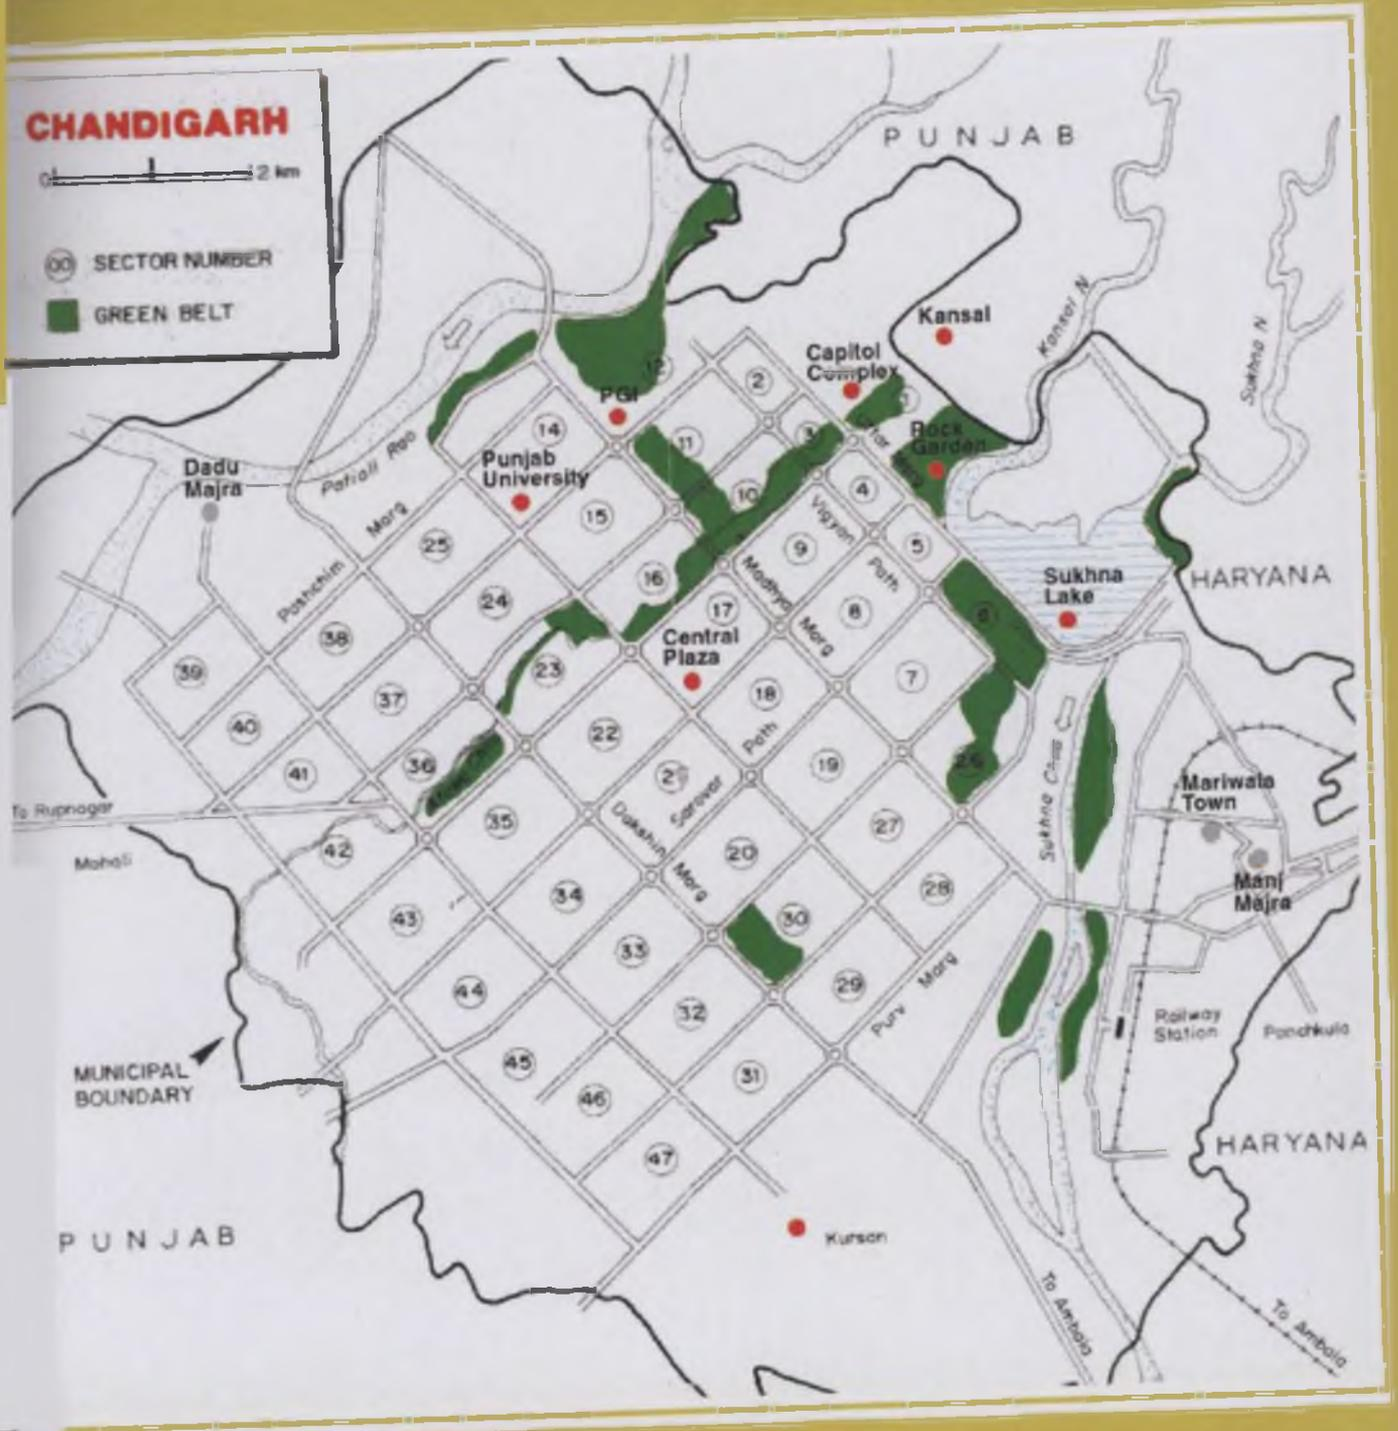 CHANDIGARH
0 2 km
00 SECTOR NUMBER
GREEN BELT
PUNJAB
Kansal
Capitol
Complex
Kansal N
Sukhna N
12
2
1
PGI
Rock
Garden
14
11
3
Punjab
University
Patiali Rao
Dadu
Majra
10
4
15
Marg
Vigyan
25
9
5
Path
HARYANA
16
Madhya
Sukhna
Lake
Pashchim
24
17
8
6
Marg
38
Central
Plaza
39
23
7
37
18
40
22
Path
36
41
19
26
Sarovar
Mariwala
Town
To Rupnagar
35
Dakshin
27
Sukhna Choe
42
Mohali
20
Marg
Mani
Majra
34
28
43
30
33
44
29
Marg
32
Purv
Railway
Station
Panchkula
MUNICIPAL
BOUNDARY
45
31
46
HARYANA
47
PUNJAB
Kursan
To Ambala
To Ambala